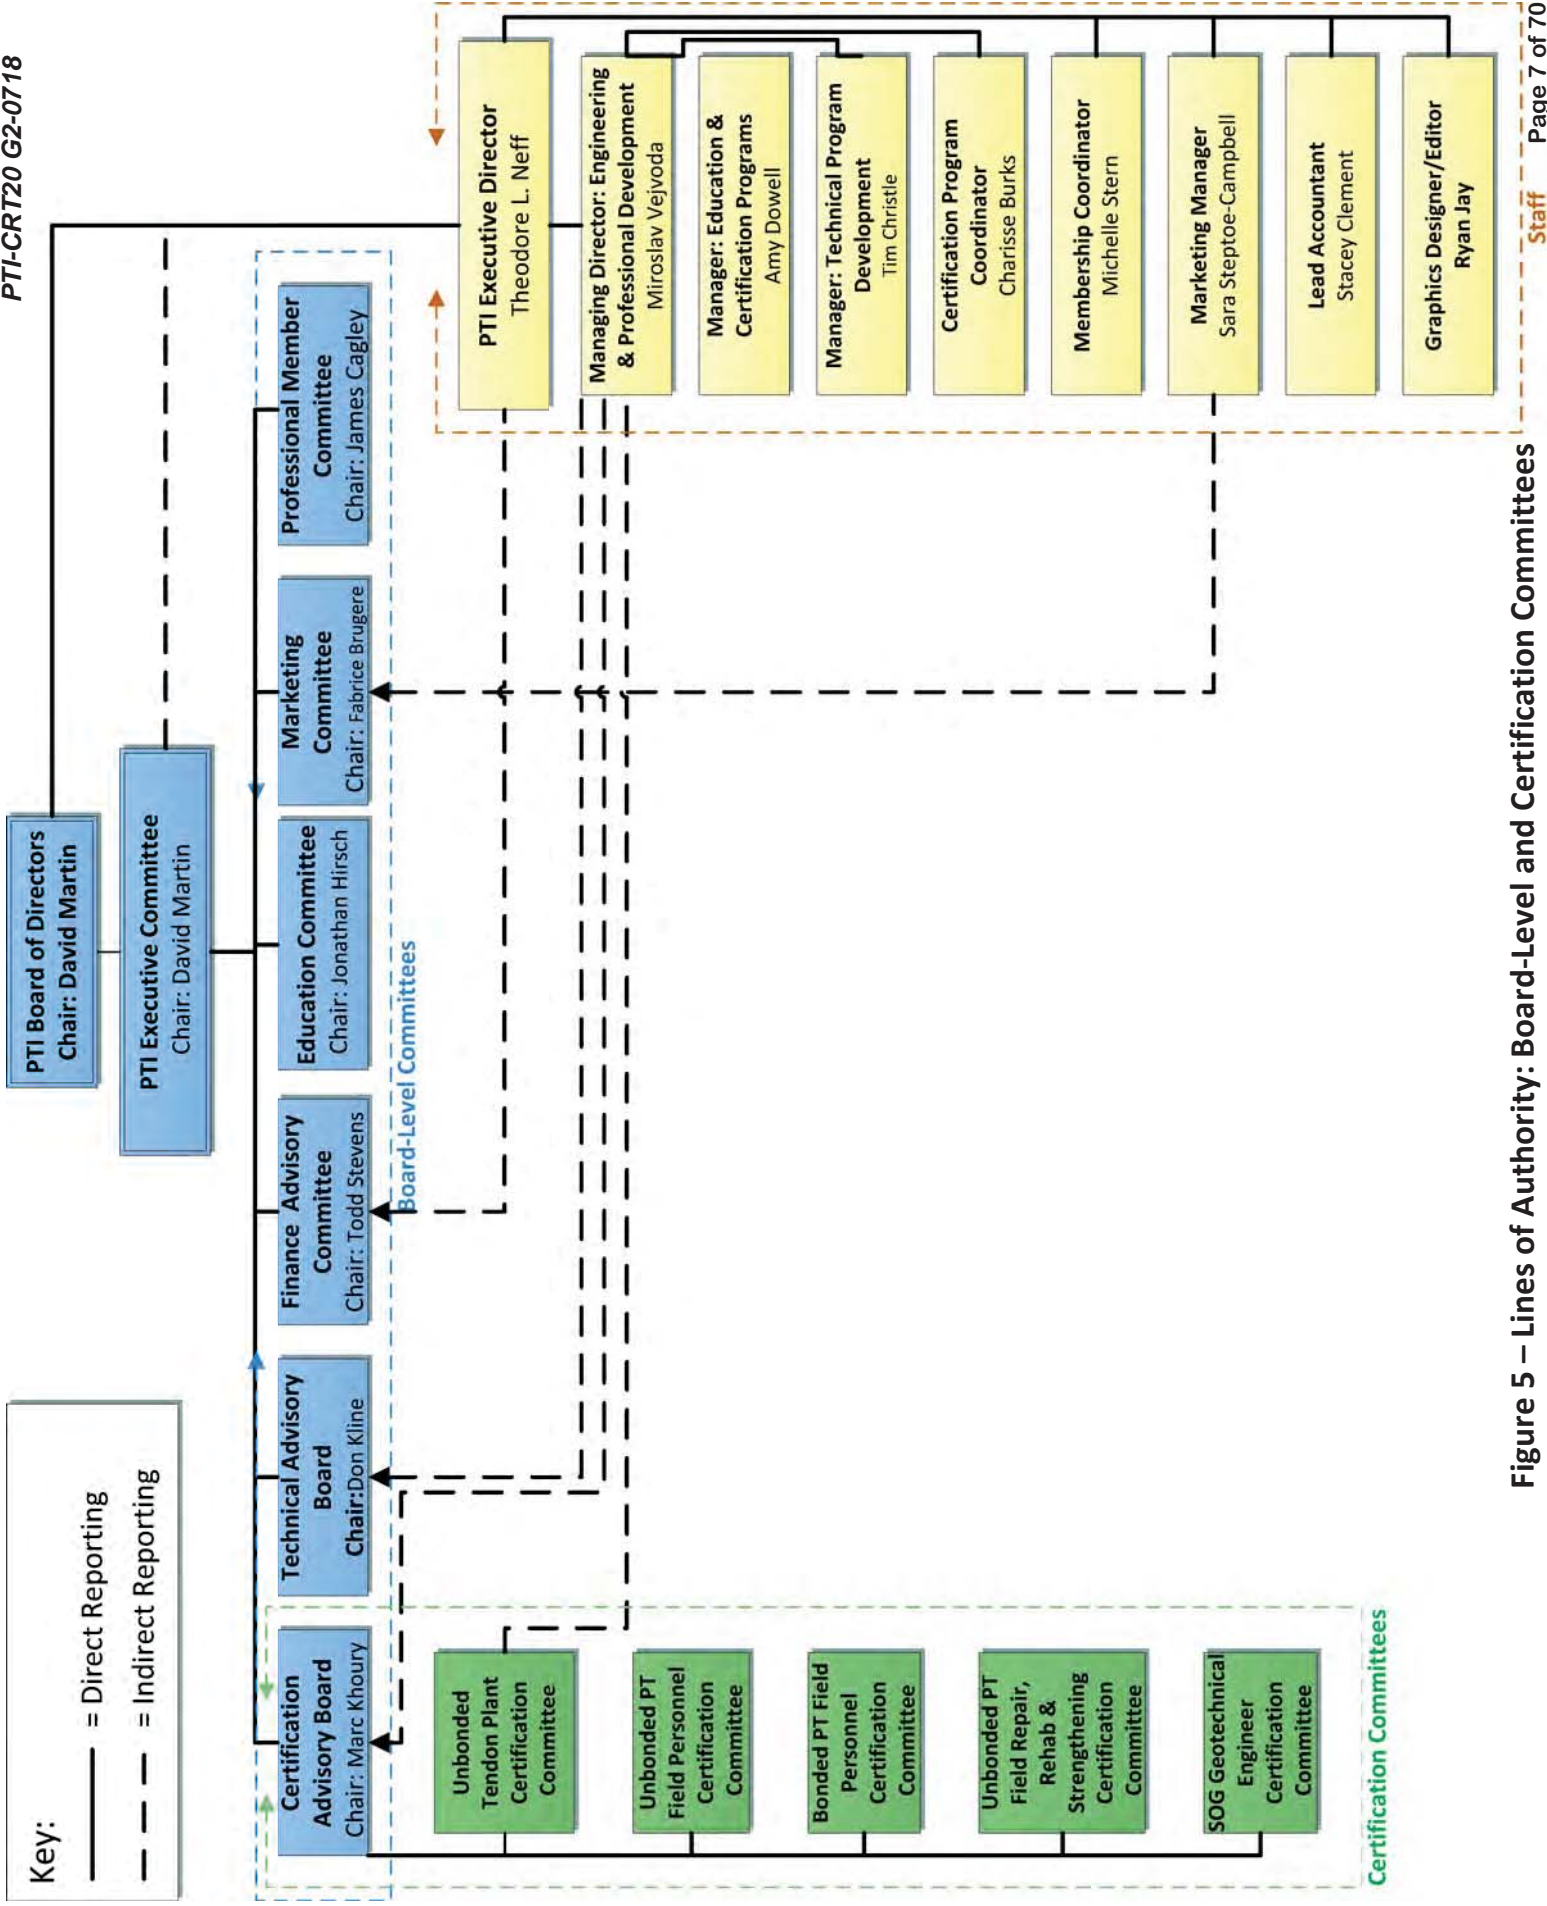 PTI-CRT20 G2-0718
Key:
= Direct Reporting
= Indirect Reporting
PTI Board of Directors
Chair: David Martin
PTI Executive Committee
Chair: David Martin
Certification
Advisory Board
Chair: Marc Khoury
Technical Advisory
Board
Chair:Don Kline
Finance Advisory
Committee
Chair: Todd Stevens
Education Committee
Chair: Jonathan Hirsch
Marketing
Committee
Chair: Fabrice Brugere
Professional Member
Committee
Chair: James Cagley
Board-Level Committees
Unbonded
Tendon Plant
Certification
Committee
Unbonded PT
Field Personnel
Certification
Committee
Bonded PT Field
Personnel
Certification
Committee
Unbonded PT
Field Repair,
Rehab &
Strengthening
Certification
Committee
SOG Geotechnical
Engineer
Certification
Committee
Certification Committees
PTI Executive Director
Theodore L. Neff
Managing Director: Engineering
& Professional Development
Miroslav Vejvoda
Manager: Education &
Certification Programs
Amy Dowell
Manager: Technical Program
Development
Tim Christle
Certification Program
Coordinator
Charisse Burks
Membership Coordinator
Michelle Stern
Marketing Manager
Sara Steptoe-Campbell
Lead Accountant
Stacey Clement
Graphics Designer/Editor
Ryan Jay
Staff
Figure 5 – Lines of Authority: Board-Level and Certification Committees
Page 7 of 70